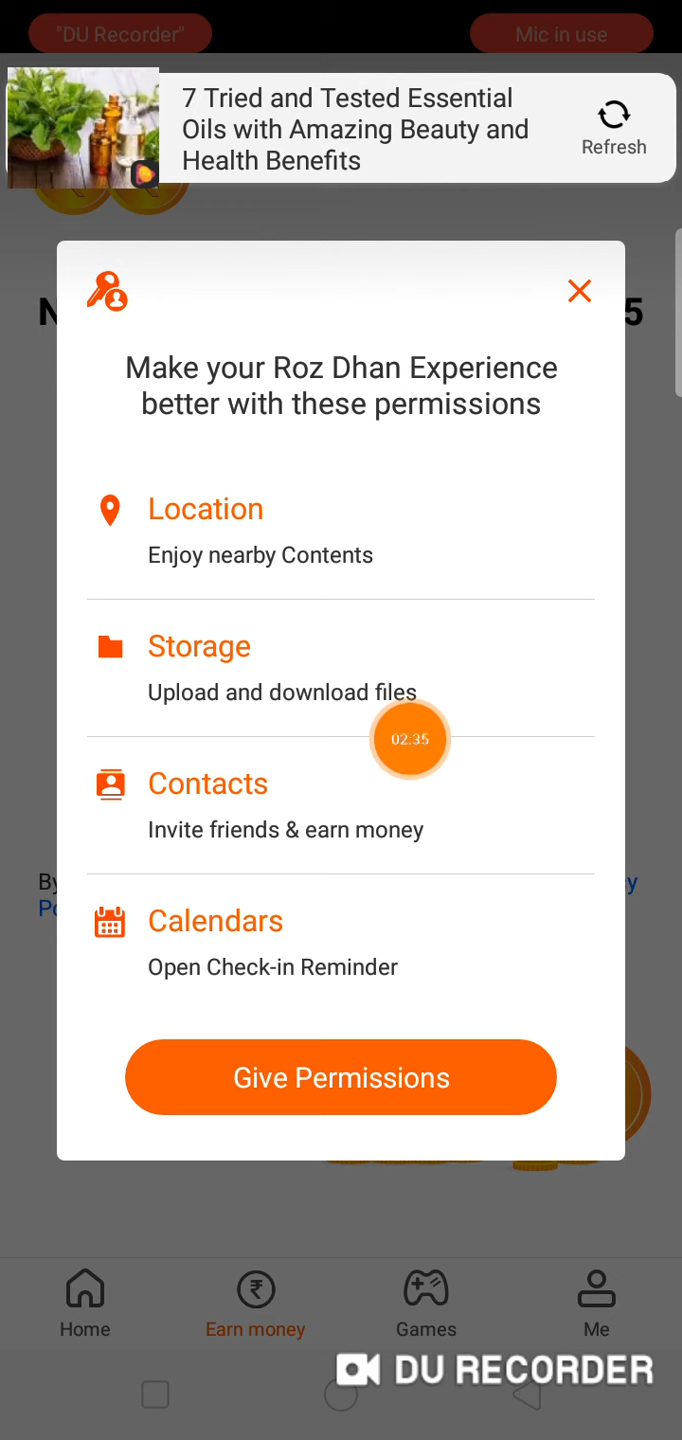 "DU Recorder"
Mic in use
7 Tried and Tested Essential
Oils with Amazing Beauty and
Health Benefits
Refresh
N
5
Make your Roz Dhan Experience
better with these permissions
Location
Enjoy nearby Contents
Storage
Upload and download files
02:35
Contacts
Invite friends & earn money
By
ey
Po
Calendars
Open Check-in Reminder
Give Permissions
Home
Earn money
Games
Me
DU RECORDER